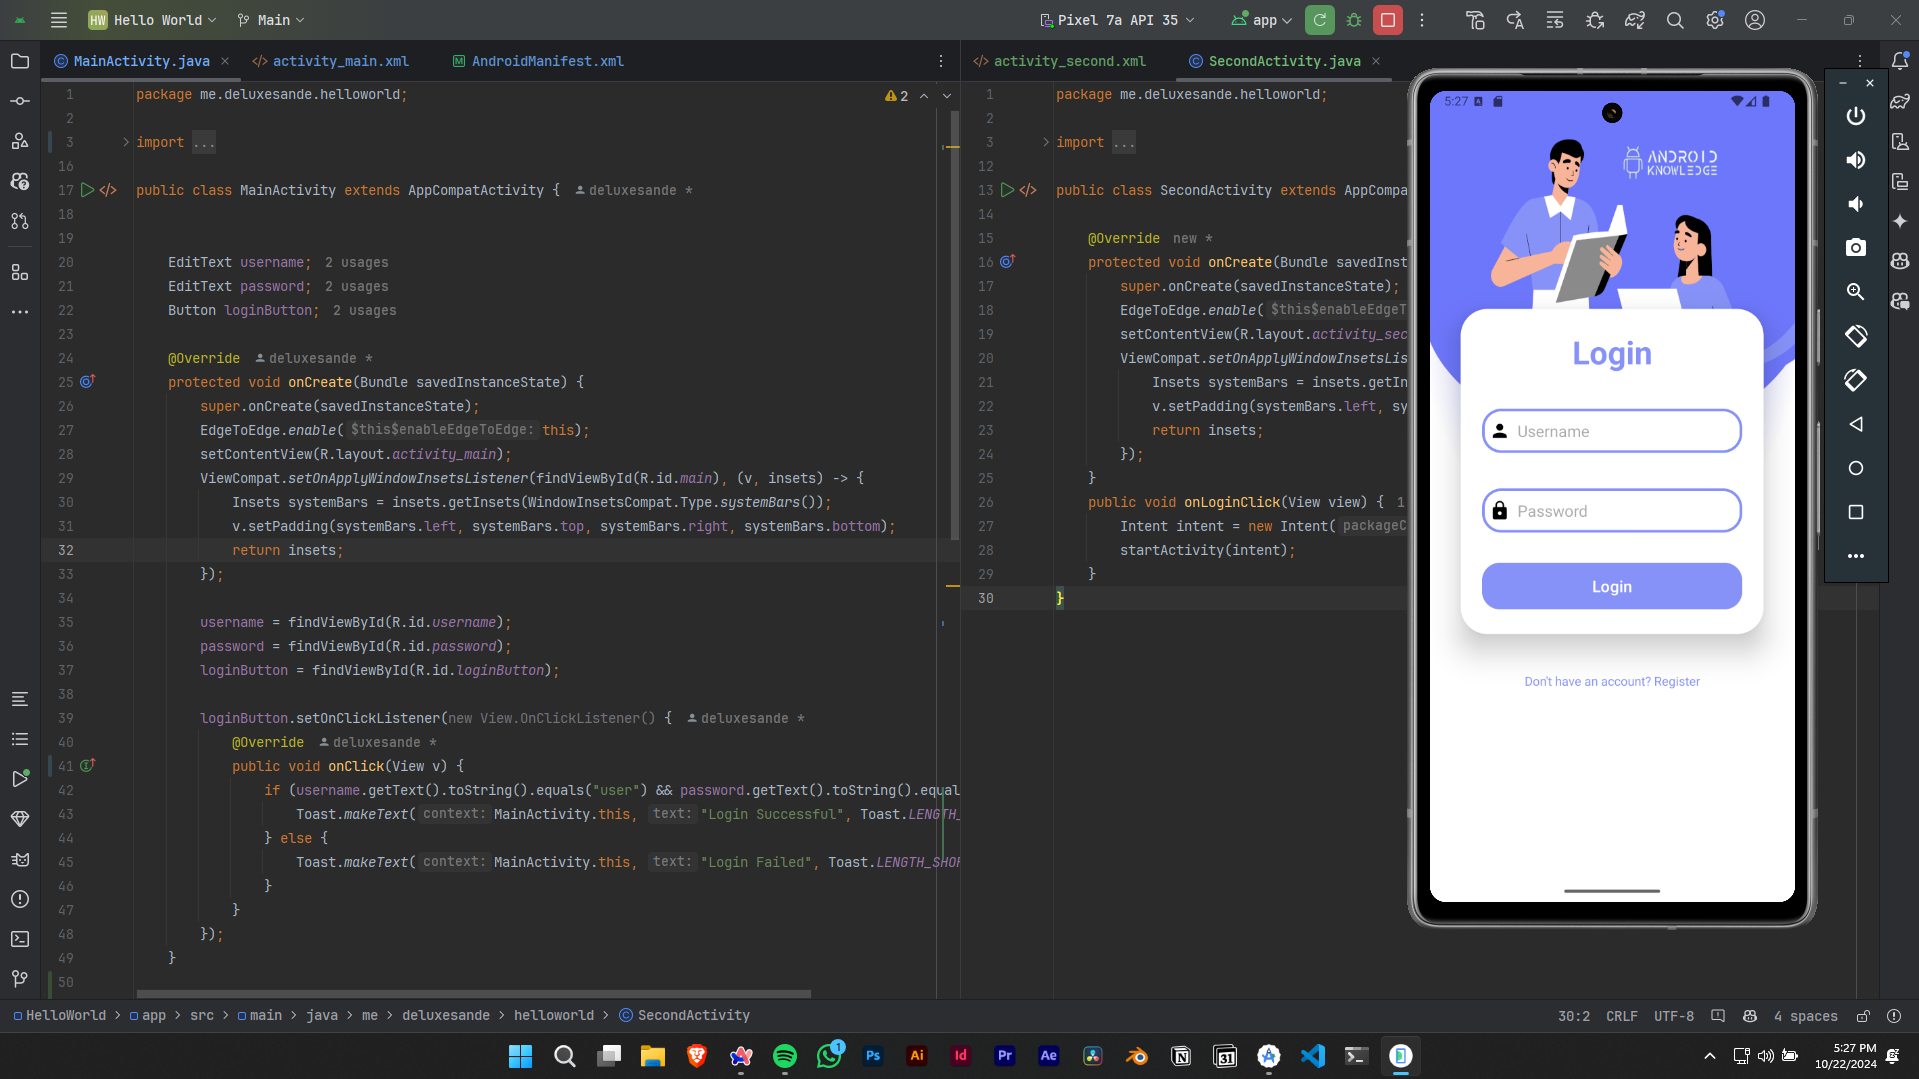 HW Hello World
Main
Pixel 7a API 35
app
MainActivity.java
activity_main.xml
AndroidManifest.xml
1 package me.deluxesande.helloworld;
2
3 import ...
16
17 public class MainActivity extends AppCompatActivity { deluxesande *
18
19
20 EditText username; 2 usages
21 EditText password; 2 usages
22 Button loginButton; 2 usages
23
24 @Override deluxesande *
25 protected void onCreate(Bundle savedInstanceState) {
26 super.onCreate(savedInstanceState);
27 EdgeToEdge.enable( $this$enableEdgeToEdge: this);
28 setContentView(R.layout.activity_main);
29 ViewCompat.setOnApplyWindowInsetsListener(findViewById(R.id.main), (v, insets) -> {
30 Insets systemBars = insets.getInsets(WindowInsetsCompat.Type.systemBars());
31 v.setPadding(systemBars.left, systemBars.top, systemBars.right, systemBars.bottom);
32 return insets;
33 });
34
35 username = findViewById(R.id.username);
36 password = findViewById(R.id.password);
37 loginButton = findViewById(R.id.loginButton);
38
39 loginButton.setOnClickListener(new View.OnClickListener() { deluxesande *
40 @Override deluxesande *
41 public void onClick(View v) {
42 if (username.getText().toString().equals("user") && password.getText().toString().equal
43 Toast.makeText( context: MainActivity.this, text: "Login Successful", Toast.LENGTH_
44 } else {
45 Toast.makeText( context: MainActivity.this, text: "Login Failed", Toast.LENGTH_SHOR
46 }
47 }
48 });
49 }
50
2
activity_second.xml
SecondActivity.java
1 package me.deluxesande.helloworld;
2
3 import ...
12
13 public class SecondActivity extends AppCompa
14
15 @Override new *
16 protected void onCreate(Bundle savedInst
17 super.onCreate(savedInstanceState);
18 EdgeToEdge.enable( $this$enableEdgeT
19 setContentView(R.layout.activity_sec
20 ViewCompat.setOnApplyWindowInsetsLis
21 Insets systemBars = insets.getIn
22 v.setPadding(systemBars.left, sy
23 return insets;
24 });
25 }
26 public void onLoginClick(View view) { 1
27 Intent intent = new Intent( packageC
28 startActivity(intent);
29 }
30 }
5:27
ANDROID
KNOWLEDGE
Login
Username
Password
Login
Don't have an account? Register
HelloWorld > app > src > main > java > me > deluxesande > helloworld > SecondActivity
30:2 CRLF UTF-8 4 spaces
1
Ps
Ai
Id
Pr
Ae
31
5:27 PM
10/22/2024